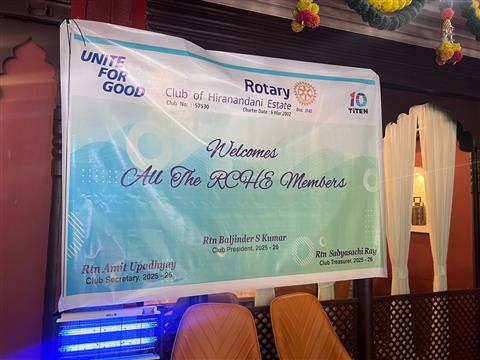 UNITE
FOR
GOOD
Rotary
Club of Hiranandani Estate
Club No. : 57530
Charter Date : 6 Mar 2002
Dist. 3142
10
TiTEN
Welcomes
All The RCHE Members
Rtn Baljinder S Kumar
Club President, 2025 - 26
Rtn Amit Upadhyay
Club Secretary, 2025 - 26
Rtn Sabyasachi Ray
Club Treasurer, 2025 - 26